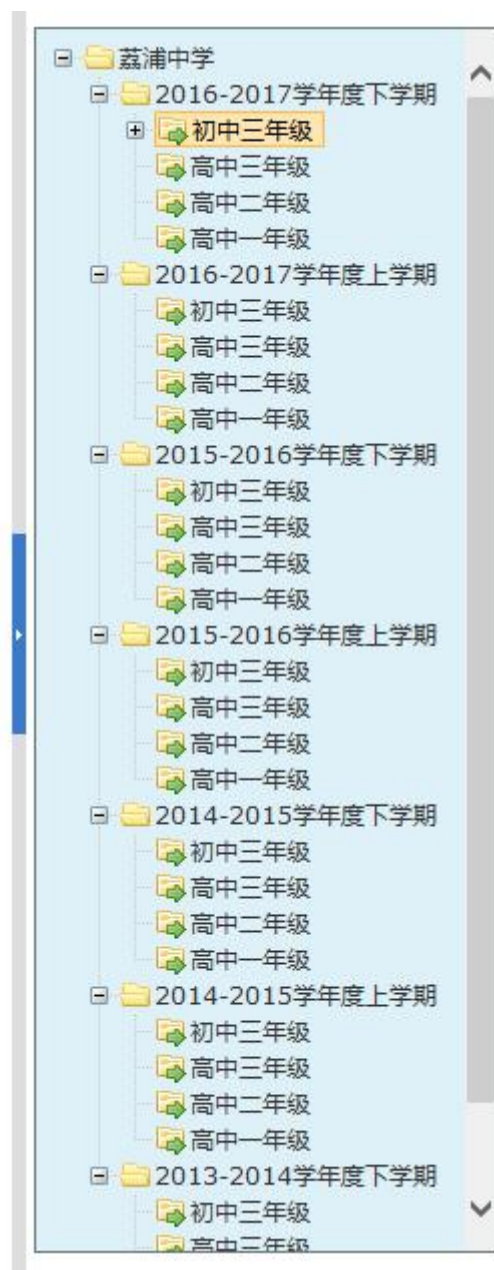 荔浦中学
2016-2017学年度下学期
初中三年级
高中三年级
高中二年级
高中一年级
2016-2017学年度上学期
初中三年级
高中三年级
高中二年级
高中一年级
2015-2016学年度下学期
初中三年级
高中三年级
高中二年级
高中一年级
2015-2016学年度上学期
初中三年级
高中三年级
高中二年级
高中一年级
2014-2015学年度下学期
初中三年级
高中三年级
高中二年级
高中一年级
2014-2015学年度上学期
初中三年级
高中三年级
高中二年级
高中一年级
2013-2014学年度下学期
初中三年级
高中三年级